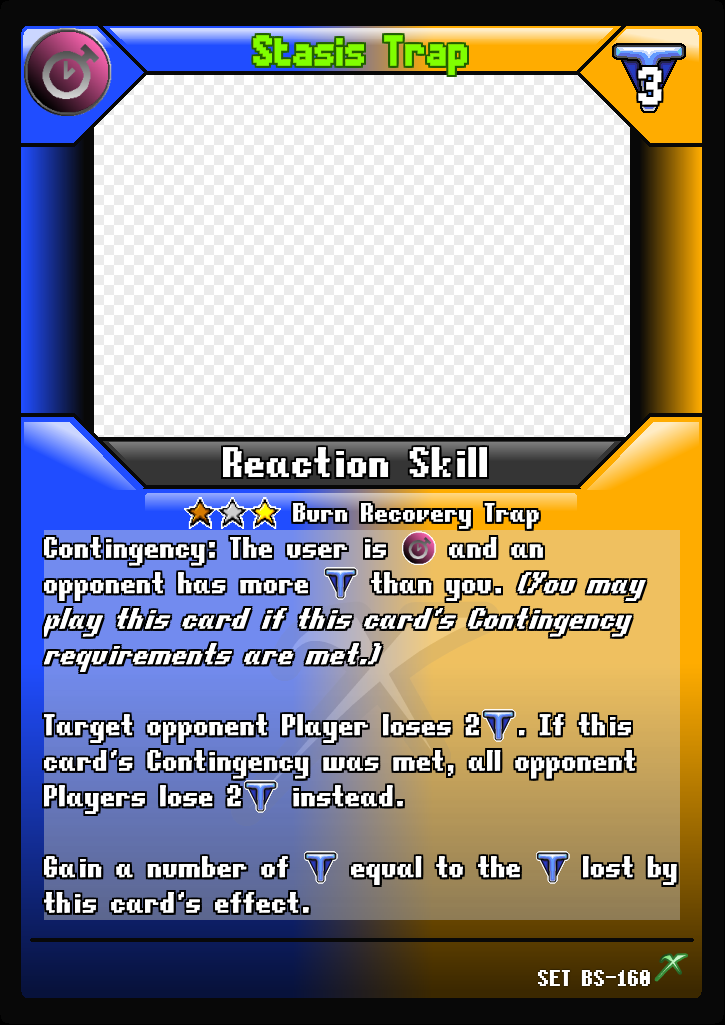 Stasis Trap
3
Reaction Skill
Burn Recovery Trap
Contingency: The user is and an
opponent has more T than you. (You may
play this card if this card's Contingency
requirements are met.)
Target opponent Player loses 2T. If this
card's Contingency was met, all opponent
Players lose 2T instead.
Gain a number of T equal to the T lost by
this card's effect.
SET BS-160